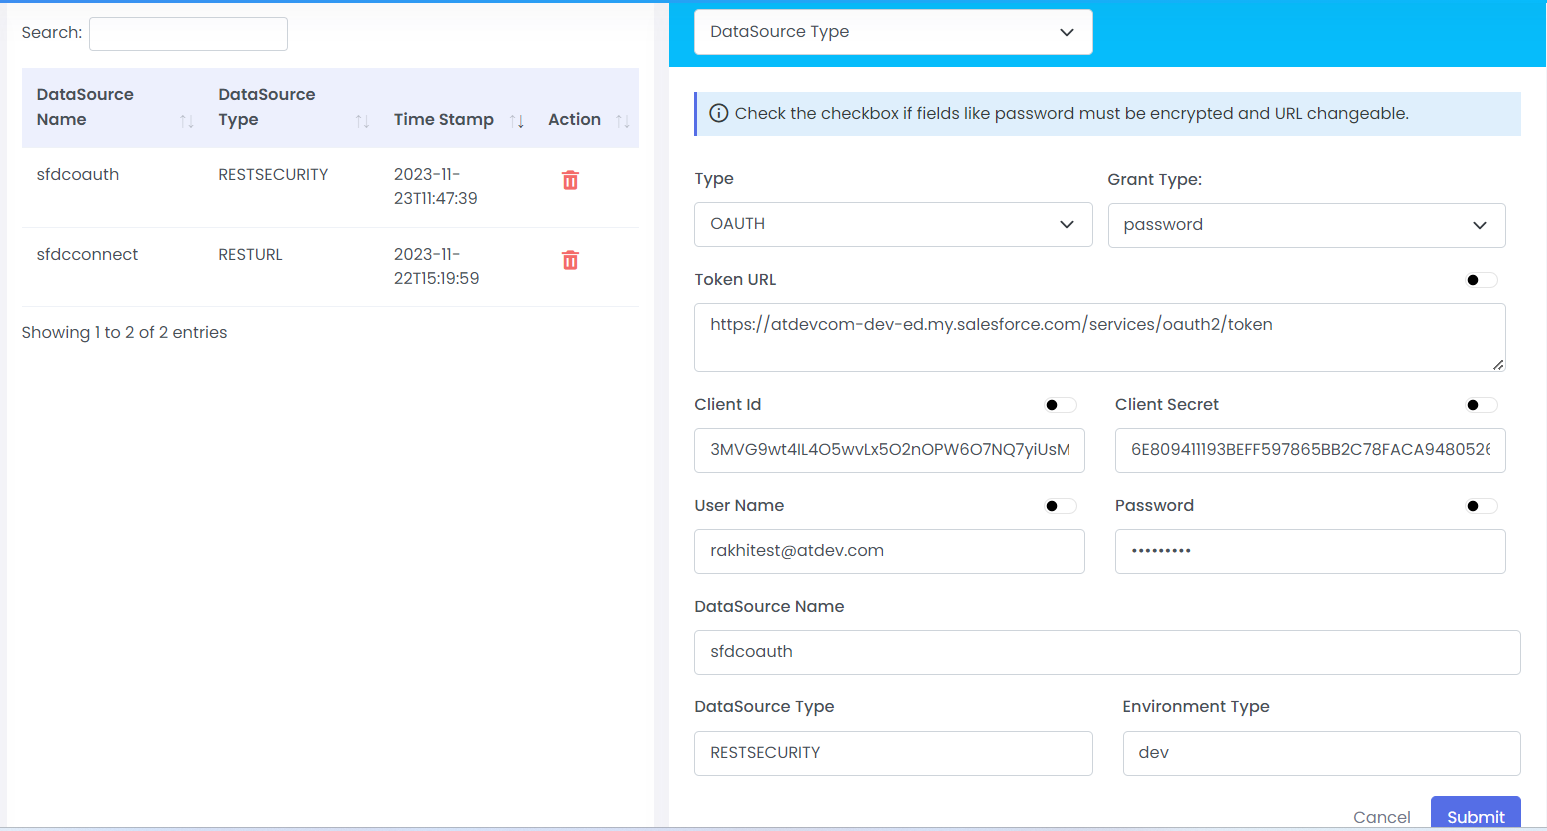 Search:
DataSource Name
DataSource Type
Time Stamp
Action
sfdcoauth
RESTSECURITY
2023-11-
23T11:47:39
sfdcconnect
RESTURL
2023-11-
22T15:19:59
Showing 1 to 2 of 2 entries
DataSource Type
Check the checkbox if fields like password must be encrypted and URL changeable.
Type
Grant Type:
OAUTH
password
Token URL
https://atdevcom-dev-ed.my.salesforce.com/services/oauth2/token
Client Id
Client Secret
3MVG9wt4IL4O5wvLx5O2nOPW6O7NQ7yiUsM
6E809411193BEFF597865BB2C78FACA9480526
User Name
Password
rakhitest@atdev.com
•••••••••
DataSource Name
sfdcoauth
DataSource Type
Environment Type
RESTSECURITY
dev
Cancel
Submit